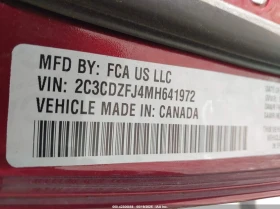 MFD BY: FCA US LLC
VIN: 2C3CDZFJ4MH641972
VEHICLE MADE IN: CANADA